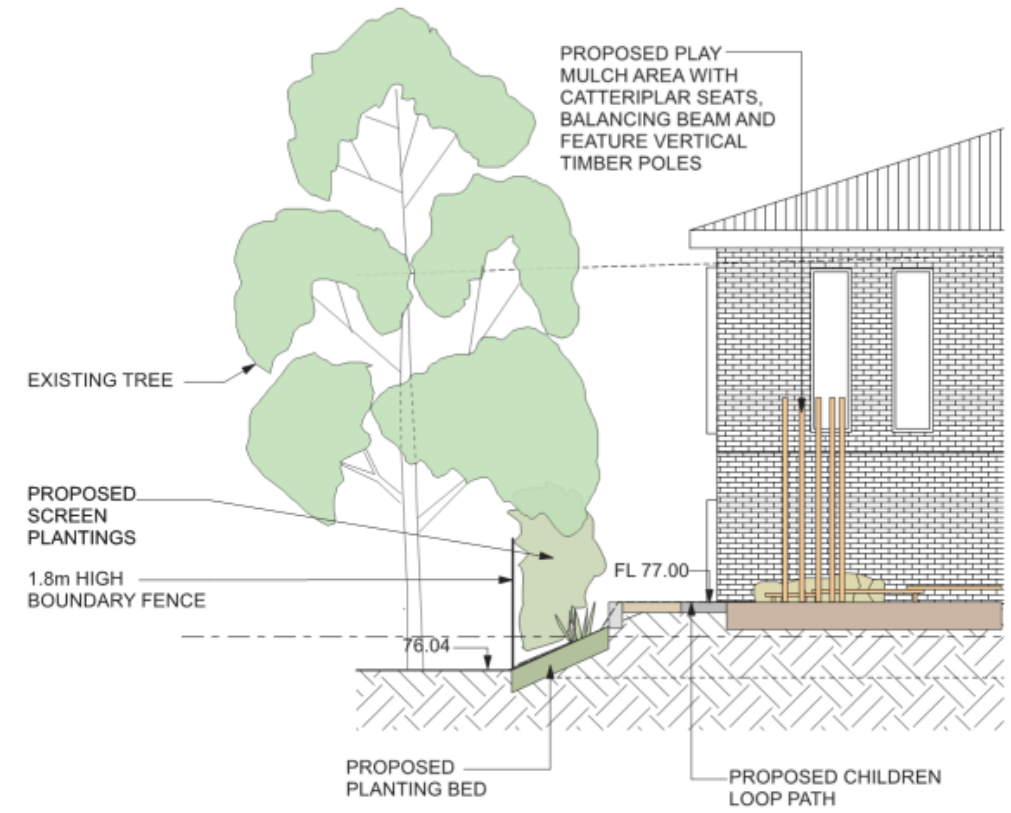 PROPOSED PLAY
MULCH AREA WITH
CATTERIPLAR SEATS,
BALANCING BEAM AND
FEATURE VERTICAL
TIMBER POLES
EXISTING TREE
PROPOSED
SCREEN
PLANTINGS
1.8m HIGH
BOUNDARY FENCE
FL 77.00
76.04
PROPOSED
PLANTING BED
PROPOSED CHILDREN
LOOP PATH